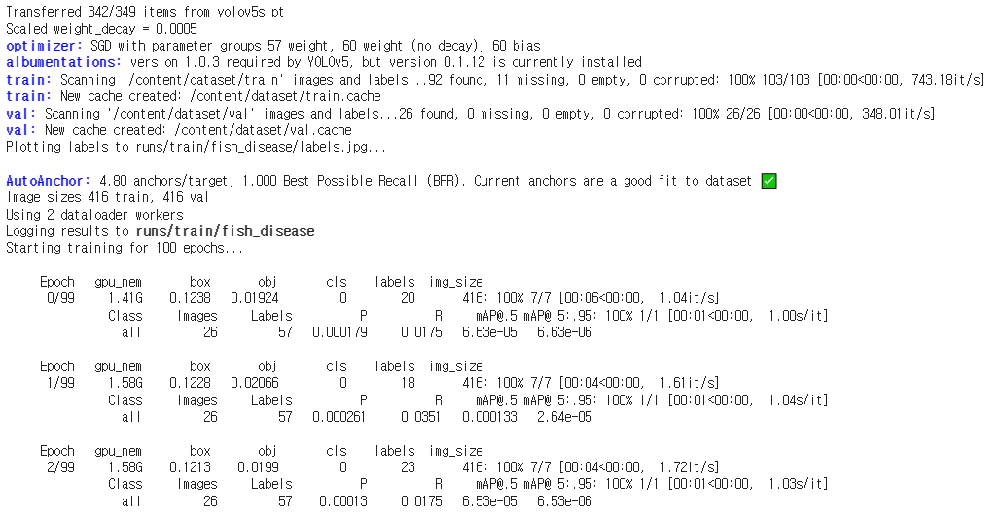 Transferred 342/349 items from yolov5s.pt
Scaled weight_decay = 0.0005
optimizer: SGD with parameter groups 57 weight, 60 weight (no decay), 60 bias
albumentations: version 1.0.3 required by YOLOv5, but version 0.1.12 is currently installed
train: Scanning '/content/dataset/train' images and labels...92 found, 11 missing, 0 empty, 0 corrupted: 100% 103/103 [00:00<00:00, 743.18it/s]
train: New cache created: /content/dataset/train.cache
val: Scanning '/content/dataset/val' images and labels...26 found, 0 missing, 0 empty, 0 corrupted: 100% 26/26 [00:00<00:00, 348.01it/s]
val: New cache created: /content/dataset/val.cache
Plotting labels to runs/train/fish_disease/labels.jpg...
AutoAnchor: 4.80 anchors/target, 1.000 Best Possible Recall (BPR). Current anchors are a good fit to dataset ✅
Image sizes 416 train, 416 val
Using 2 dataloader workers
Logging results to runs/train/fish_disease
Starting training for 100 epochs...
Epoch gpu_mem box obj cls labels img_size
0/99 1.41G 0.1238 0.01924 0 20 416: 100% 7/7 [00:06<00:00, 1.04it/s]
Class Images Labels P R mAP@.5 mAP@.5:.95: 100% 1/1 [00:01<00:00, 1.00s/it]
all 26 57 0.000179 0.0175 6.63e-05 6.63e-06
Epoch gpu_mem box obj cls labels img_size
1/99 1.58G 0.1228 0.02066 0 18 416: 100% 7/7 [00:04<00:00, 1.61it/s]
Class Images Labels P R mAP@.5 mAP@.5:.95: 100% 1/1 [00:01<00:00, 1.04s/it]
all 26 57 0.000261 0.0351 0.000133 2.64e-05
Epoch gpu_mem box obj cls labels img_size
2/99 1.58G 0.1213 0.0199 0 23 416: 100% 7/7 [00:04<00:00, 1.72it/s]
Class Images Labels P R mAP@.5 mAP@.5:.95: 100% 1/1 [00:01<00:00, 1.03s/it]
all 26 57 0.00013 0.0175 6.53e-05 6.53e-06